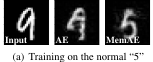 Input AE MemAE
(a) Training on the normal “5”